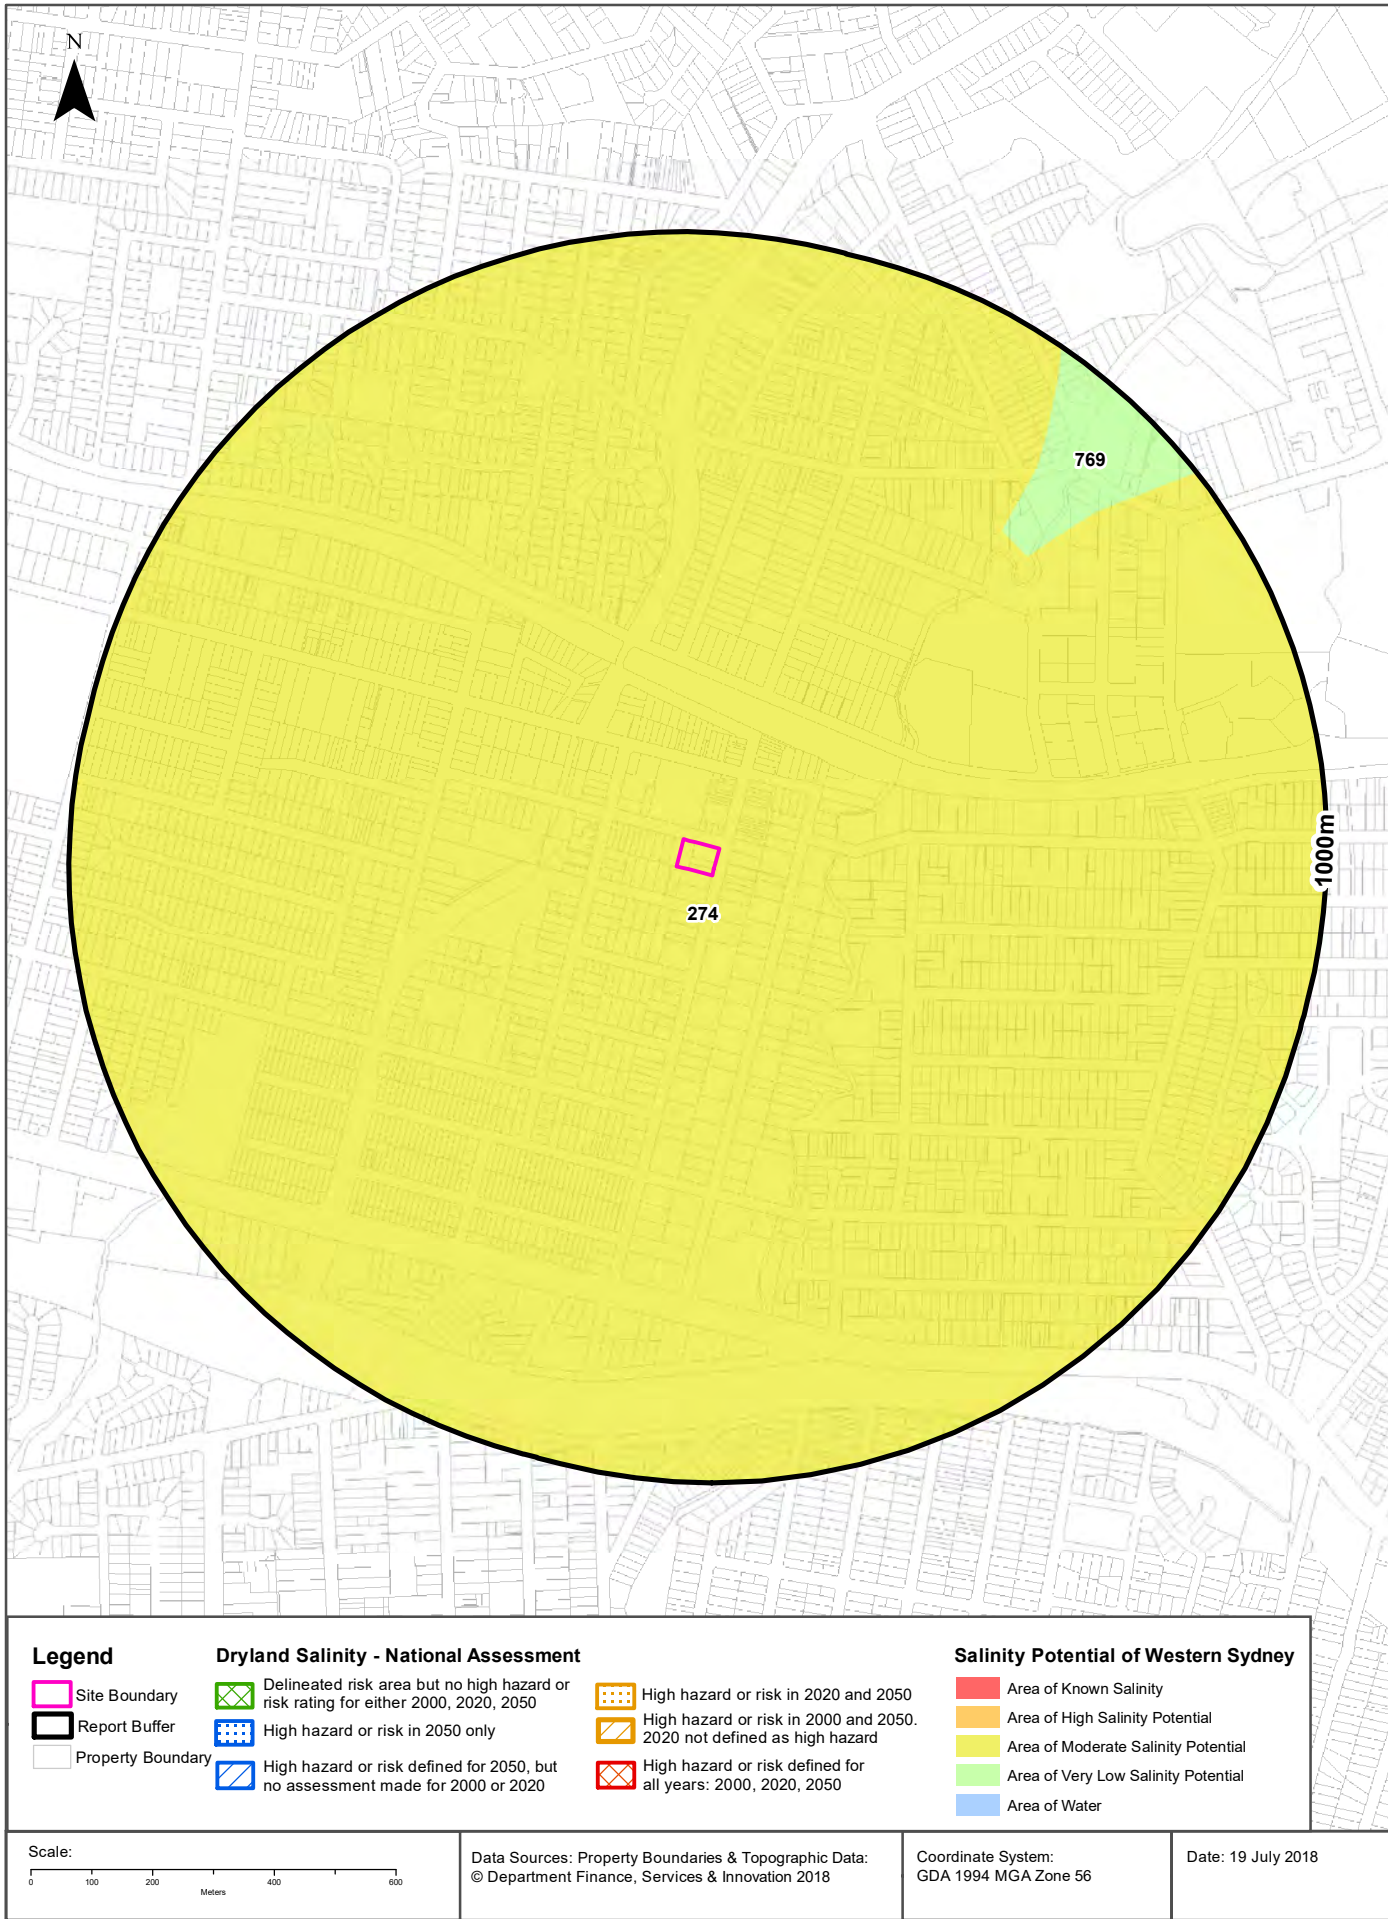 N
769
1000m
274
Legend
Site Boundary
Report Buffer
Property Boundary
Dryland Salinity - National Assessment
Delineated risk area but no high hazard or
risk rating for either 2000, 2020, 2050
High hazard or risk in 2050 only
High hazard or risk defined for 2050, but
no assessment made for 2000 or 2020
High hazard or risk in 2020 and 2050
High hazard or risk in 2000 and 2050.
2020 not defined as high hazard
High hazard or risk defined for
all years: 2000, 2020, 2050
Salinity Potential of Western Sydney
Area of Known Salinity
Area of High Salinity Potential
Area of Moderate Salinity Potential
Area of Very Low Salinity Potential
Area of Water
Scale:
0 100 200 400 600
Meters
Data Sources: Property Boundaries & Topographic Data:
© Department Finance, Services & Innovation 2018
Coordinate System:
GDA 1994 MGA Zone 56
Date: 19 July 2018